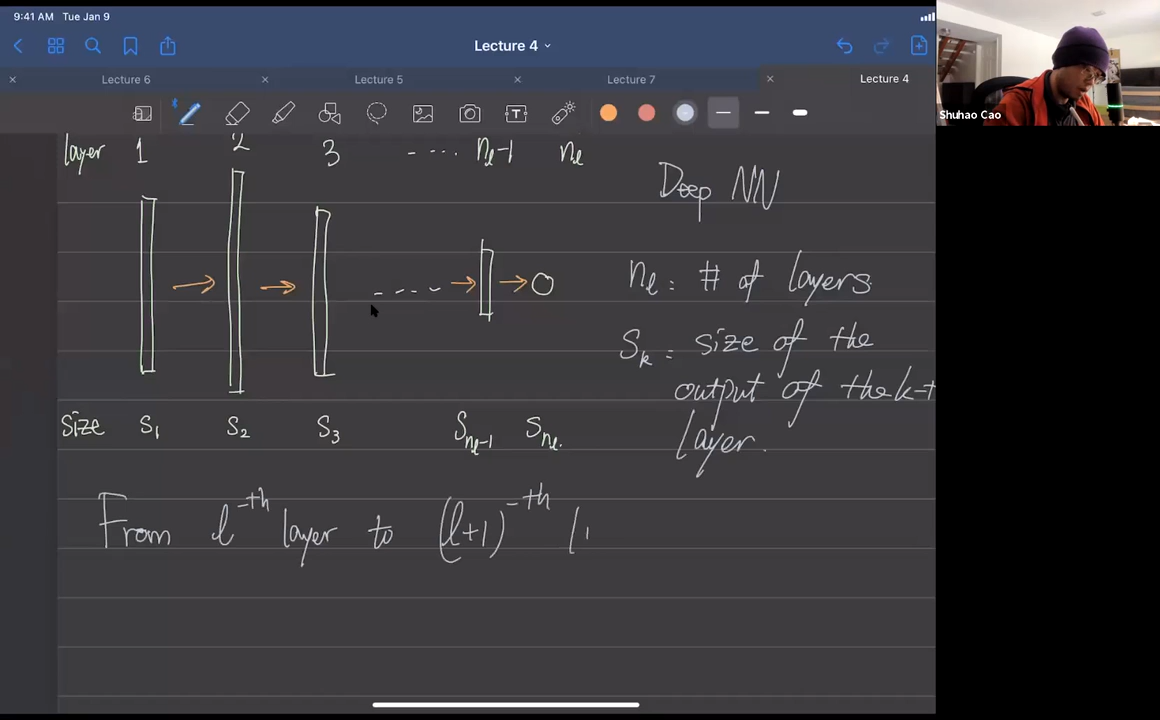 9:41 AM Tue Jan 9
Lecture 4
Lecture 6
Lecture 5
Lecture 7
Lecture 4
Shuhao Cao
layer 1 2 3 ---- nℓ-1 nℓ
Deep NN
nℓ : # of layers
Sk : size of the
output of the k-t
layer.
size S1 S2 S3 Snℓ-1 Snℓ.
From ℓ-th layer to (ℓ+1)-th